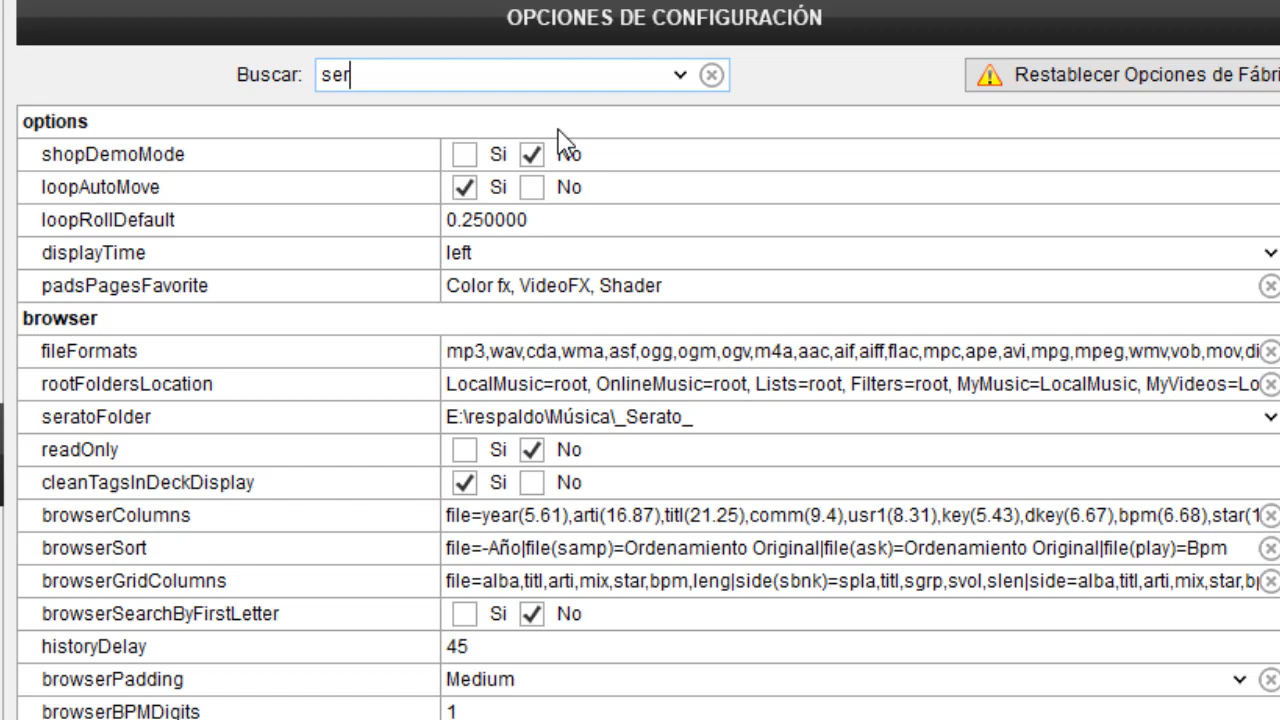 OPCIONES DE CONFIGURACIÓN
Buscar: ser
Restablecer Opciones de Fábri
options
shopDemoMode Si No
loopAutoMove Si No
loopRollDefault 0.250000
displayTime left
padsPagesFavorite Color fx, VideoFX, Shader
browser
fileFormats mp3,wav,cda,wma,asf,ogg,ogm,ogv,m4a,aac,aif,aiff,flac,mpc,ape,avi,mpg,mpeg,wmv,vob,mov,di
rootFoldersLocation LocalMusic=root, OnlineMusic=root, Lists=root, Filters=root, MyMusic=LocalMusic, MyVideos=Lo
seratoFolder E:\respaldo\Música\_Serato_
readOnly Si No
cleanTagsInDeckDisplay Si No
browserColumns file=year(5.61),arti(16.87),titl(21.25),comm(9.4),usr1(8.31),key(5.43),dkey(6.67),bpm(6.68),star(1
browserSort file=-Año|file(samp)=Ordenamiento Original|file(ask)=Ordenamiento Original|file(play)=Bpm
browserGridColumns file=alba,titl,arti,mix,star,bpm,leng|side(sbnk)=spla,titl,sgrp,svol,slen|side=alba,titl,arti,mix,star,bp
browserSearchByFirstLetter Si No
historyDelay 45
browserPadding Medium
browserBPMDigits 1